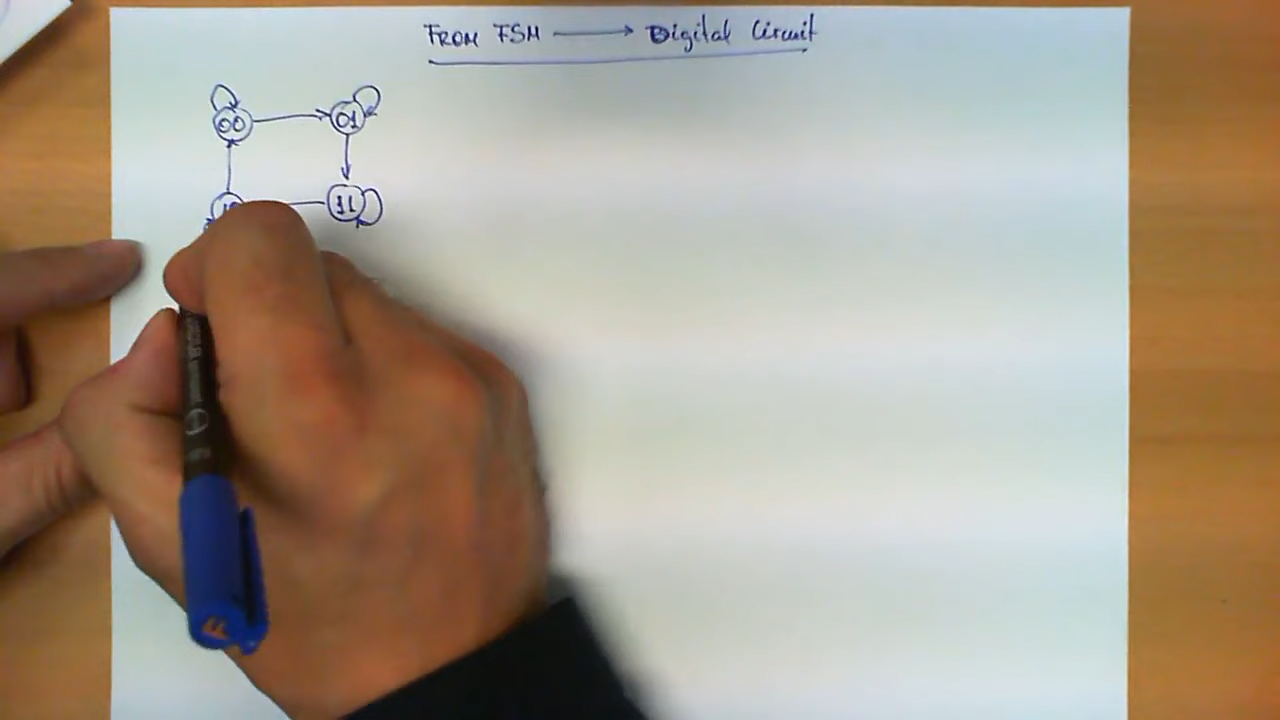 FROM FSM → Digital Circuit
00 01
11